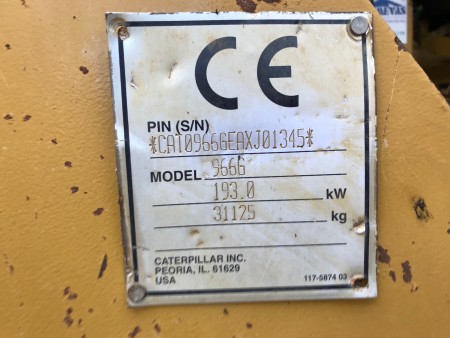 CE
PIN (S/N)
*CAT0966GEAXJ01345*
MODEL 966G
193.0 kW
31125 kg
CATERPILLAR INC.
PEORIA, IL. 61629
USA
117-5874 03